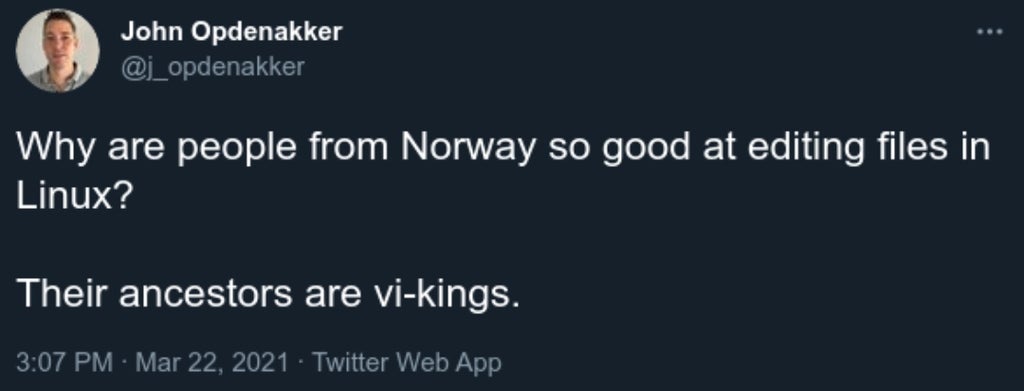 John Opdenakker
@j_opdenakker
Why are people from Norway so good at editing files in
Linux?
Their ancestors are vi-kings.
3:07 PM · Mar 22, 2021 · Twitter Web App